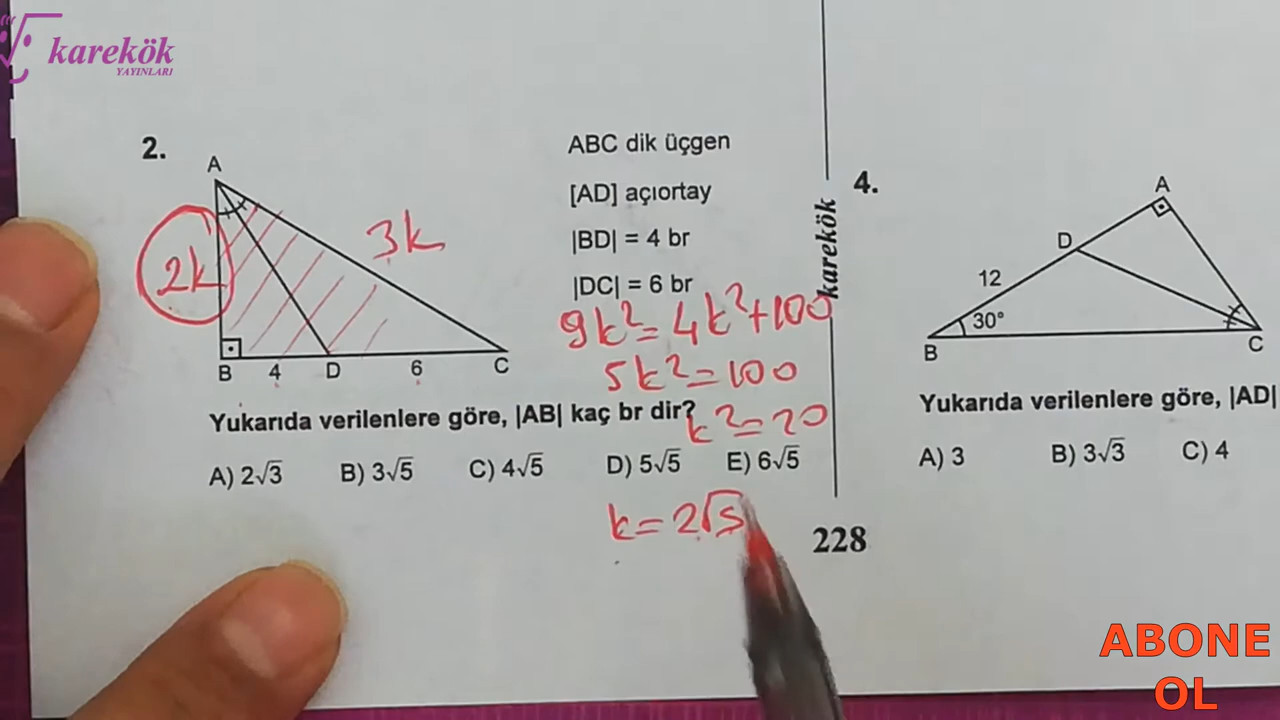 karekök
YAYINLARI
2.
A
2k
3k
B
4
D
6
C
ABC dik üçgen
[AD] açıortay
|BD| = 4 br
|DC| = 6 br
9k²=4k²+100
5k²=100
k²=20
Yukarıda verilenlere göre, |AB| kaç br dir?
A) 2√3 B) 3√5 C) 4√5 D) 5√5 E) 6√5
k=2√5
karekök
228
4.
A
D
12
30°
B
C
Yukarıda verilenlere göre, |AD|
A) 3 B) 3√3 C) 4
ABONE
OL